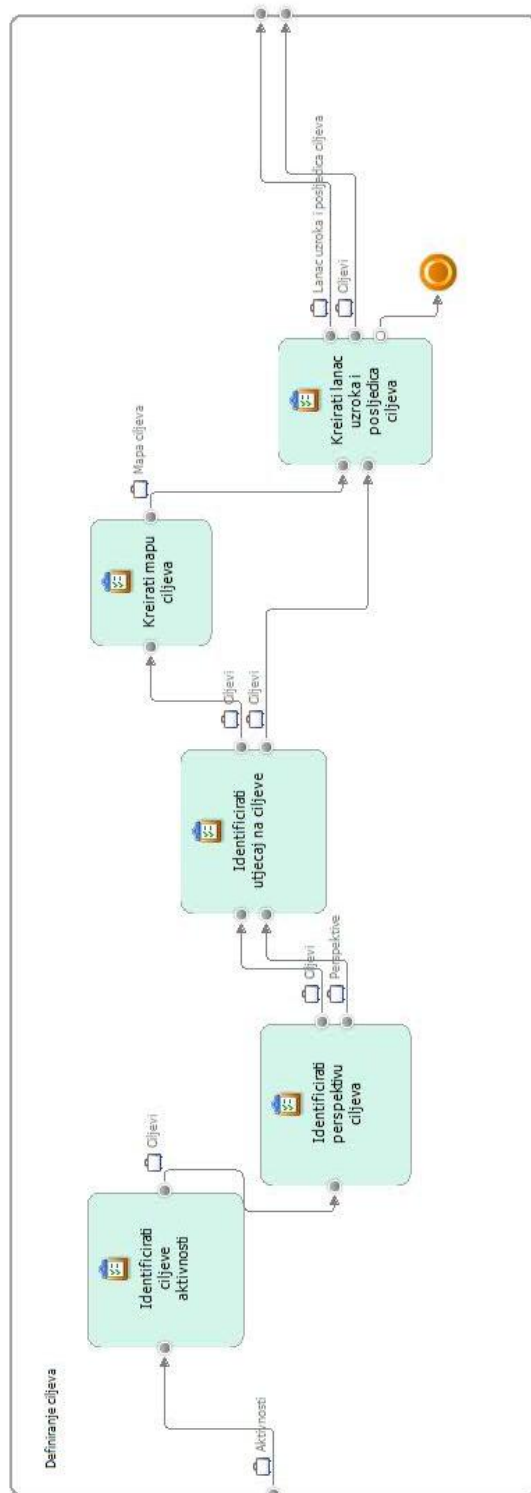 Definiranje ciljeva
Aktivnosti
Identificirati
ciljeve
aktivnosti
Ciljevi
Identificirati
perspektivu
ciljeva
Ciljevi
Perspektive
Identificirati
utjecaj na ciljeve
Ciljevi
Ciljevi
Kreirati mapu
ciljeva
Mapa ciljeva
Kreirati lanac
uzroka i
posljedica
ciljeva
Lanac uzroka i posljedica ciljeva
Ciljevi